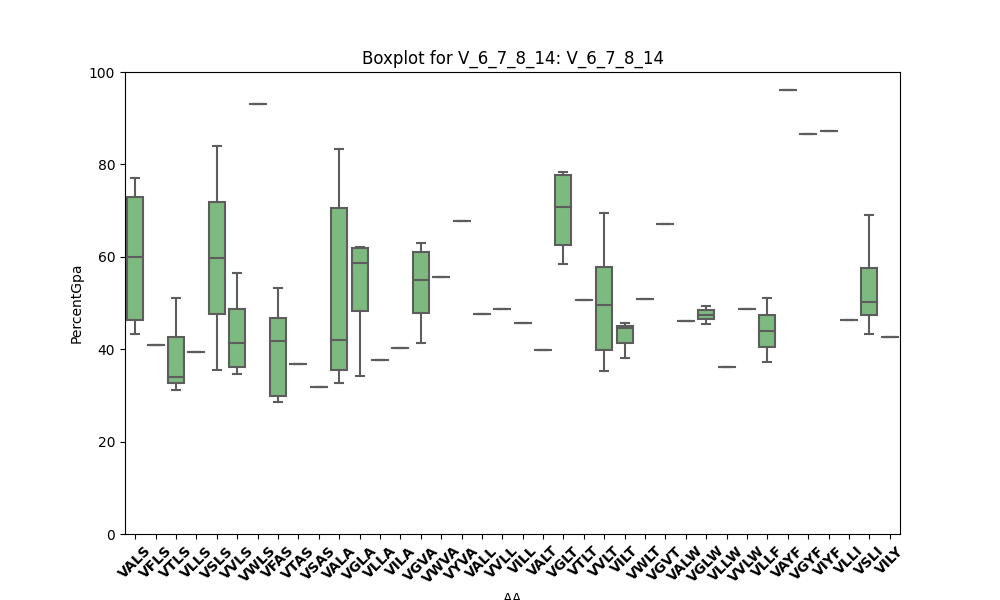 Boxplot for V_6_7_8_14: V_6_7_8_14
100
80
60
40
20
0
PercentGpa
VALS VFLS VTLS VLLS VSLS VVLS VWLS VFAS VTAS VSAS VALA VGLA VLLA VILA VGVA VWVA VYVA VALL VVLL VILL VALT VGLT VTLT VVLT VILT VWLT VGVT VALW VGLW VLLW VVLW VLLF VAYF VGYF VIYF VLLI VSLI VILY
AA